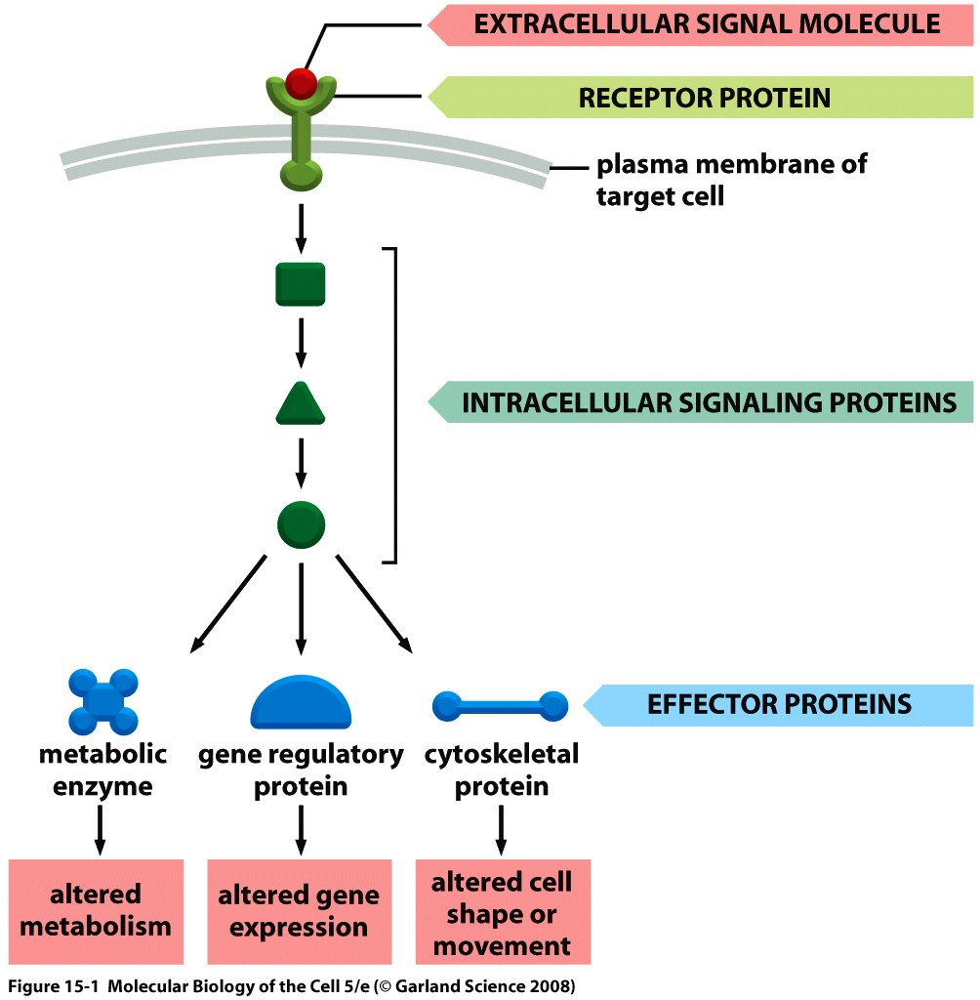 EXTRACELLULAR SIGNAL MOLECULE
RECEPTOR PROTEIN
plasma membrane of
target cell
INTRACELLULAR SIGNALING PROTEINS
EFFECTOR PROTEINS
metabolic
enzyme
gene regulatory
protein
cytoskeletal
protein
altered
metabolism
altered gene
expression
altered cell
shape or
movement
Figure 15-1 Molecular Biology of the Cell 5/e (© Garland Science 2008)